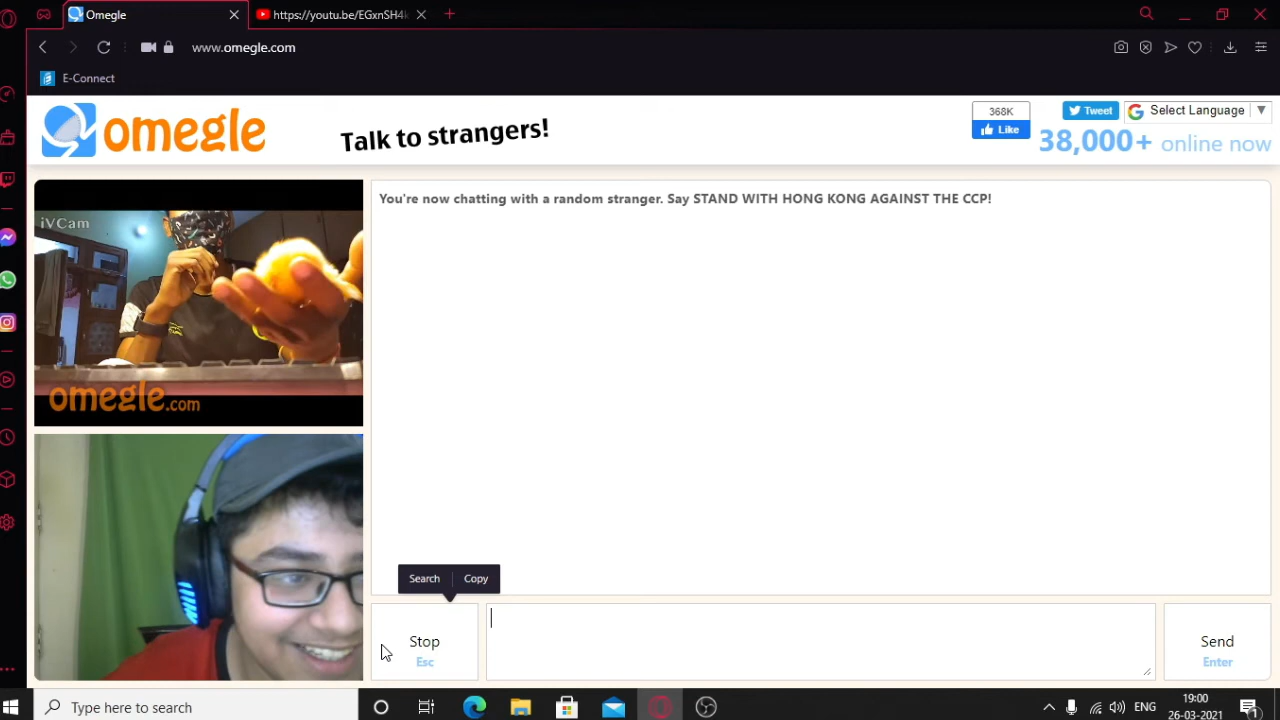 Omegle
https://youtu.be/EGxnSH4k
www.omegle.com
E-Connect
omegle
Talk to strangers!
368K
Like
Tweet
Select Language
38,000+ online now
iVCam
omegle.com
You're now chatting with a random stranger. Say STAND WITH HONG KONG AGAINST THE CCP!
Search
Copy
Stop
Esc
Send
Enter
Type here to search
ENG
19:00
26-03-2021
1